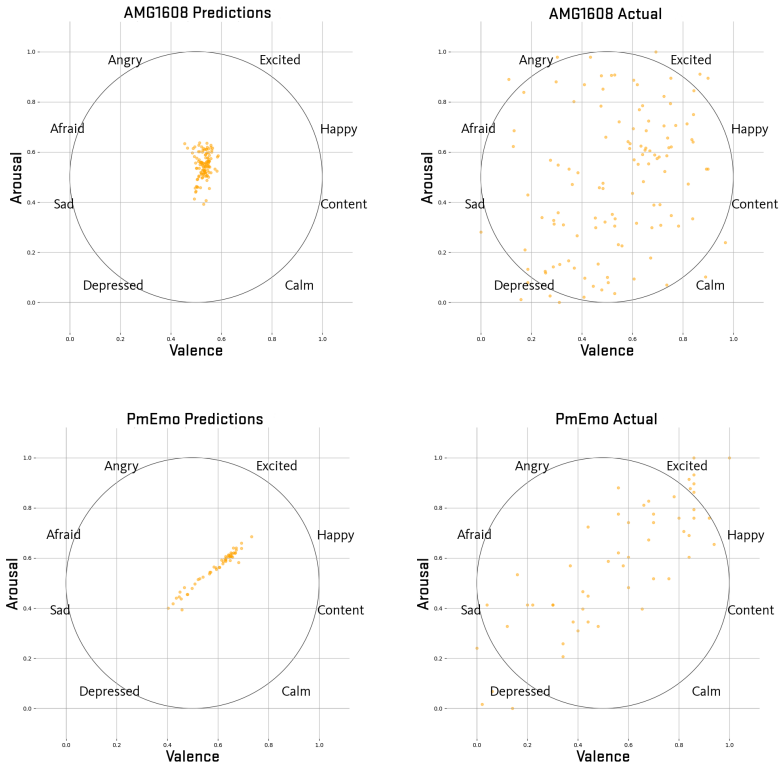 AMG1608 Predictions
1.0
0.8
0.6
0.4
0.2
0.0
Arousal
Angry
Excited
Afraid
Happy
Sad
Content
Depressed
Calm
0.0 0.2 0.4 0.6 0.8 1.0
Valence
AMG1608 Actual
1.0
0.8
0.6
0.4
0.2
0.0
Arousal
Angry
Excited
Afraid
Happy
Sad
Content
Depressed
Calm
0.0 0.2 0.4 0.6 0.8 1.0
Valence
PmEmo Predictions
1.0
0.8
0.6
0.4
0.2
0.0
Arousal
Angry
Excited
Afraid
Happy
Sad
Content
Depressed
Calm
0.0 0.2 0.4 0.6 0.8 1.0
Valence
PmEmo Actual
1.0
0.8
0.6
0.4
0.2
0.0
Arousal
Angry
Excited
Afraid
Happy
Sad
Content
Depressed
Calm
0.0 0.2 0.4 0.6 0.8 1.0
Valence